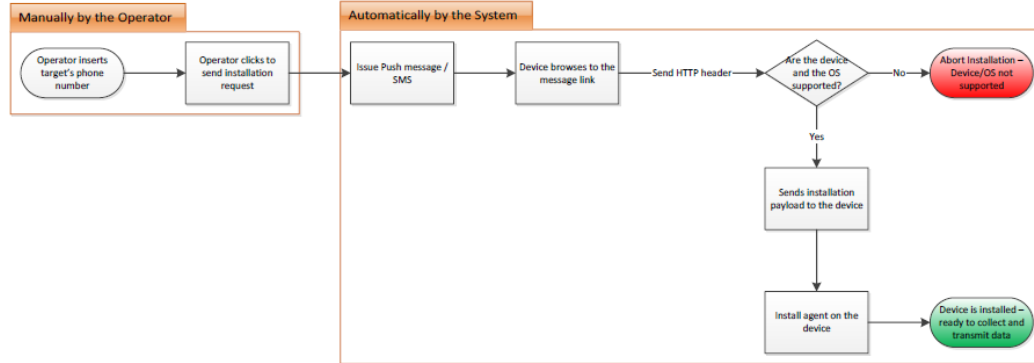 Manually by the Operator
Operator inserts
target's phone
number
Operator clicks to
send installation
request
Automatically by the System
Issue Push message /
SMS
Device browses to the
message link
Send HTTP header
Are the device
and the OS
supported?
No
Abort Installation –
Device/OS not
supported
Yes
Sends installation
payload to the device
Install agent on the
device
Device is installed –
ready to collect and
transmit data